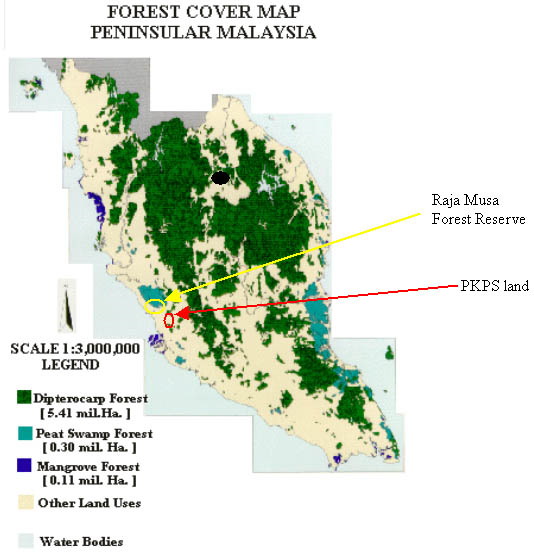 FOREST COVER MAP
PENINSULAR MALAYSIA
Raja Musa
Forest Reserve
PKPS land
SCALE 1:3,000,000
LEGEND
Dipterocarp Forest
[ 5.41 mil.Ha. ]
Peat Swamp Forest
[ 0.30 mil. Ha. ]
Mangrove Forest
[ 0.11 mil. Ha. ]
Other Land Uses
Water Bodies